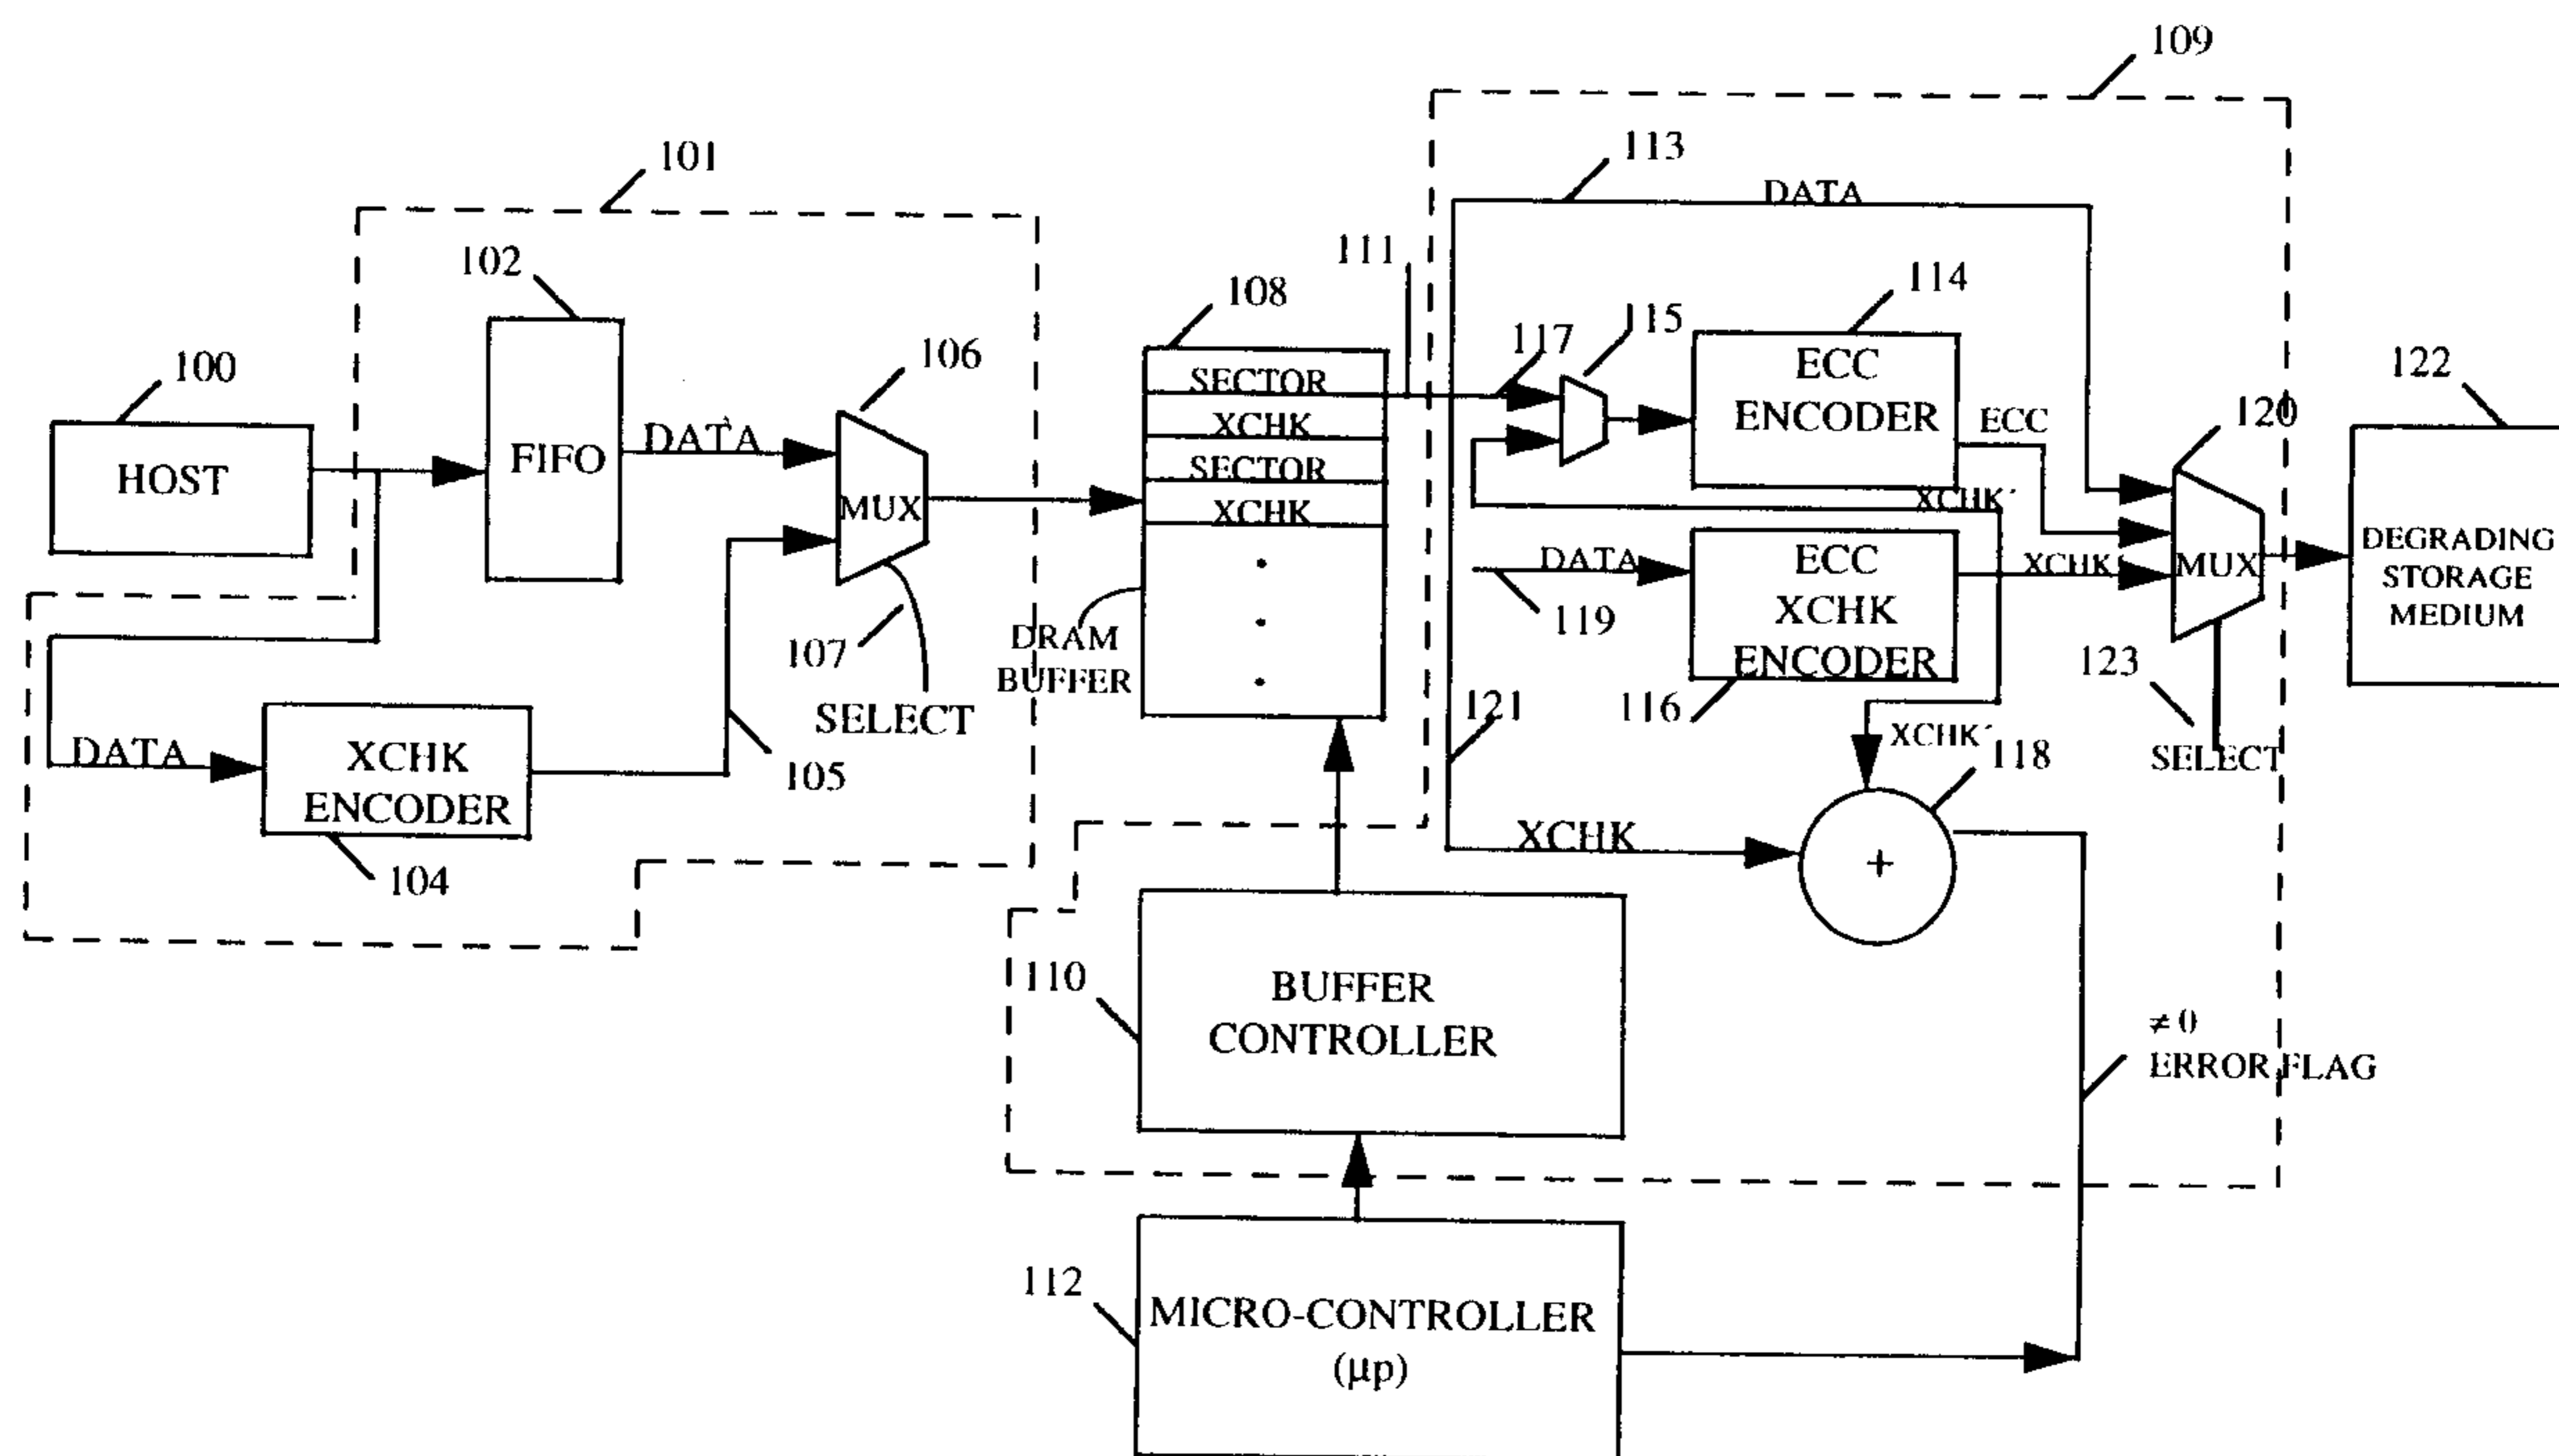 109
101
113
DATA
111
102
108
114
115
117
106
100
122
ECC
ENCODER
SECTOR
XCHK
SECTOR
XCHK
120
ECC
HOST
FIFO
DATA
MUX
XCHK´
DATA
ECC
XCHK
ENCODER
XCHK´
MUX
DEGRADING
STORAGE
MEDIUM
119
107
DRAM
BUFFER
123
SELECT
121
116
XCHK´
118
SELECT
DATA
XCHK
ENCODER
105
104
XCHK
+
110
BUFFER
CONTROLLER
≠0
ERROR FLAG
112
MICRO-CONTROLLER
(µp)